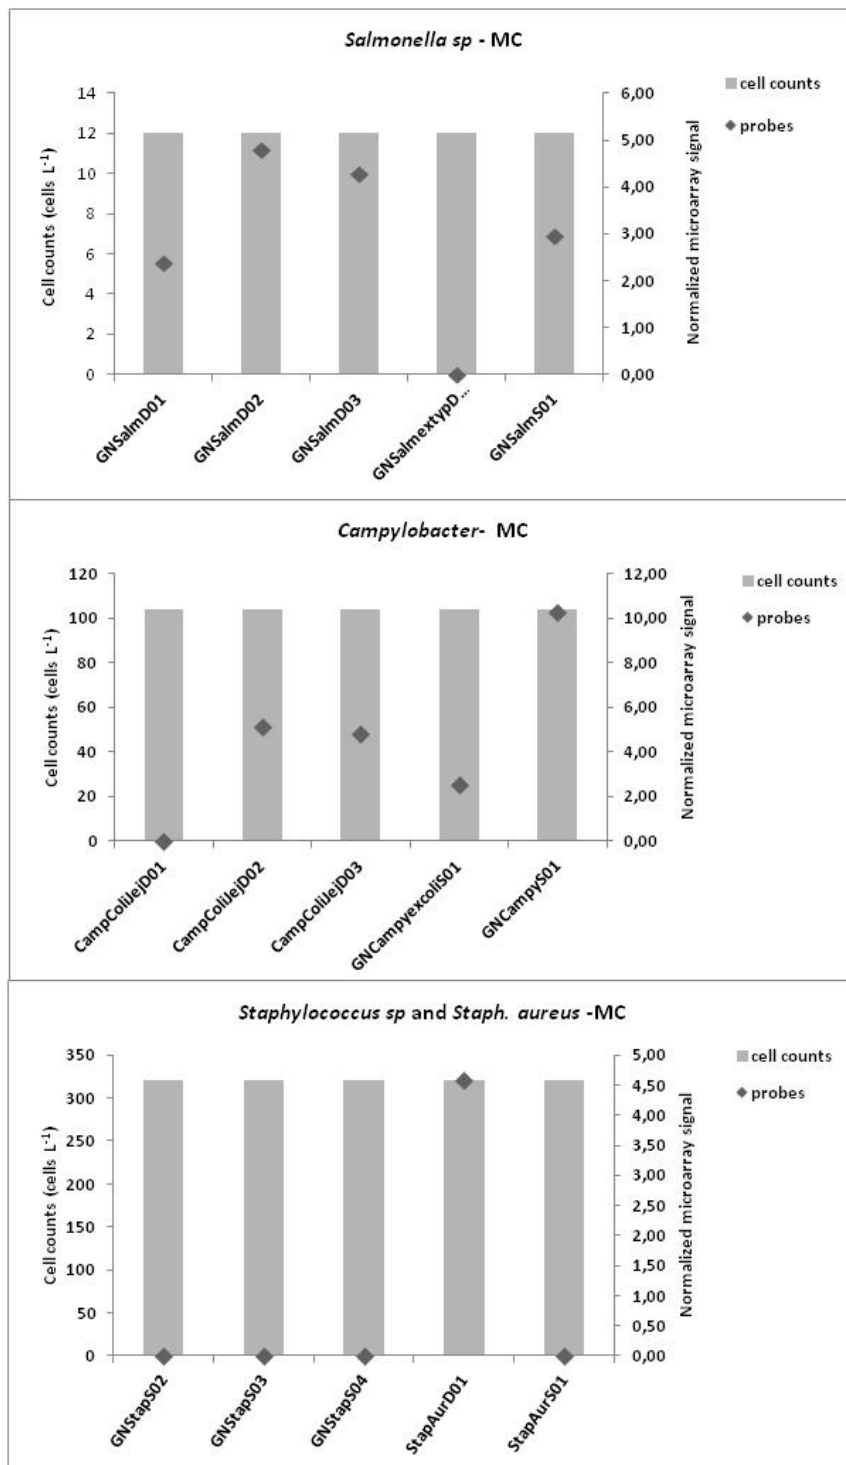 Salmonella sp - MC
cell counts
probes
Cell counts (cells L⁻¹)
14
12
10
8
6
4
2
0
6,00
5,00
4,00
3,00
2,00
1,00
0,00
Normalized microarray signal
GNSalmD01
GNSalmD02
GNSalmD03
GNSalmextypD...
GNSalmS01
Campylobacter- MC
cell counts
probes
Cell counts (cells L⁻¹)
120
100
80
60
40
20
0
12,00
10,00
8,00
6,00
4,00
2,00
0,00
Normalized microarray signal
CampColiJejD01
CampColiJejD02
CampColiJejD03
GNCampyexcoliS01
GNCampyS01
Staphylococcus sp and Staph. aureus -MC
cell counts
probes
Cell counts (cells L⁻¹)
350
300
250
200
150
100
50
0
5,00
4,50
4,00
3,50
3,00
2,50
2,00
1,50
1,00
0,50
0,00
Normalized microarray signal
GNStapS02
GNStapS03
GNStapS04
StapAurD01
StapAurS01